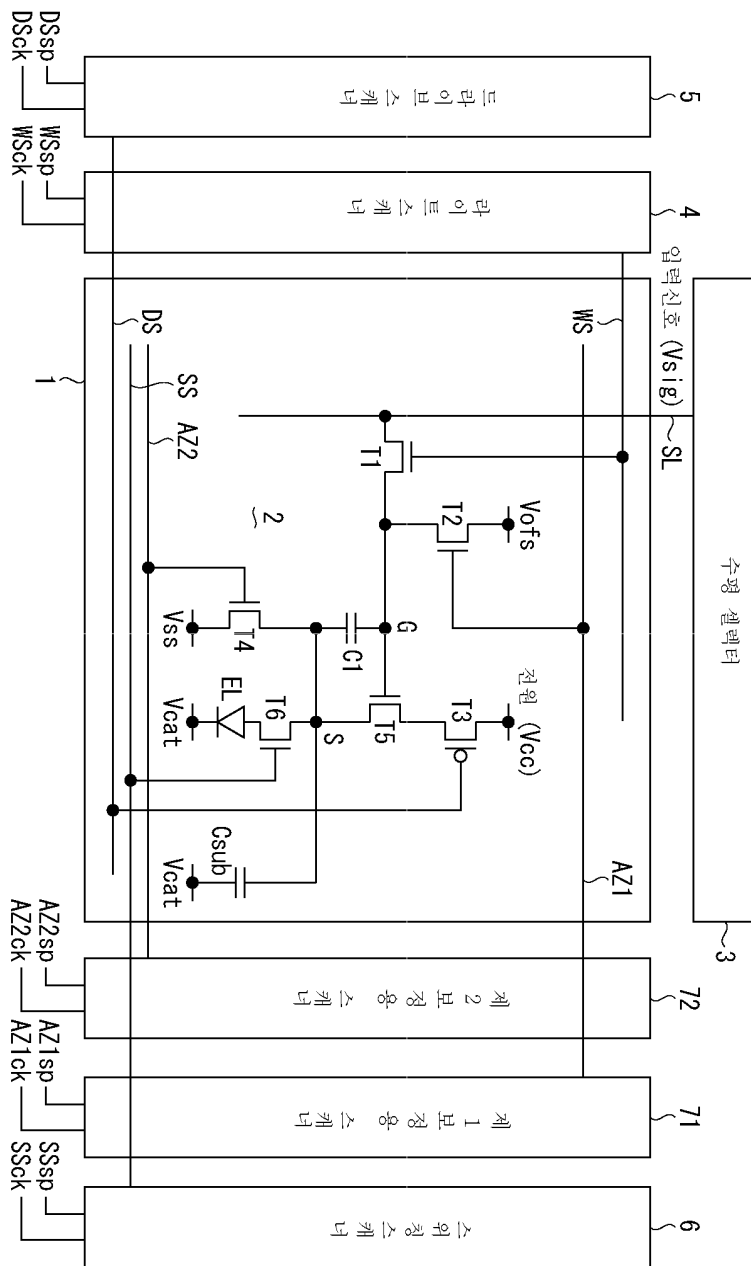 수평 셀렉터
3
입력신호 (Vsig)
SL
DSsp
DSck
드라이브스캐너
5
WSsp
WSck
라이트스캐너
4
1
DS
SS
AZ2
WS
AZ1
2
T1
T2
Vofs
T3
전원 (Vcc)
T4
Vss
C1
G
T5
S
T6
EL
Vcat
Csub
Vcat
AZ2sp
AZ2ck
제2보정용 스캐너
72
AZ1sp
AZ1ck
제1보정용 스캐너
71
SSsp
SSck
스위칭스캐너
6